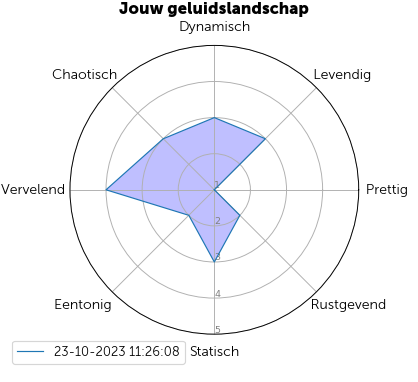 Jouw geluidslandschap
Dynamisch
Chaotisch
Levendig
Vervelend
1
Prettig
2
3
4
Eentonig
Rustgevend
5
23-10-2023 11:26:08
Statisch